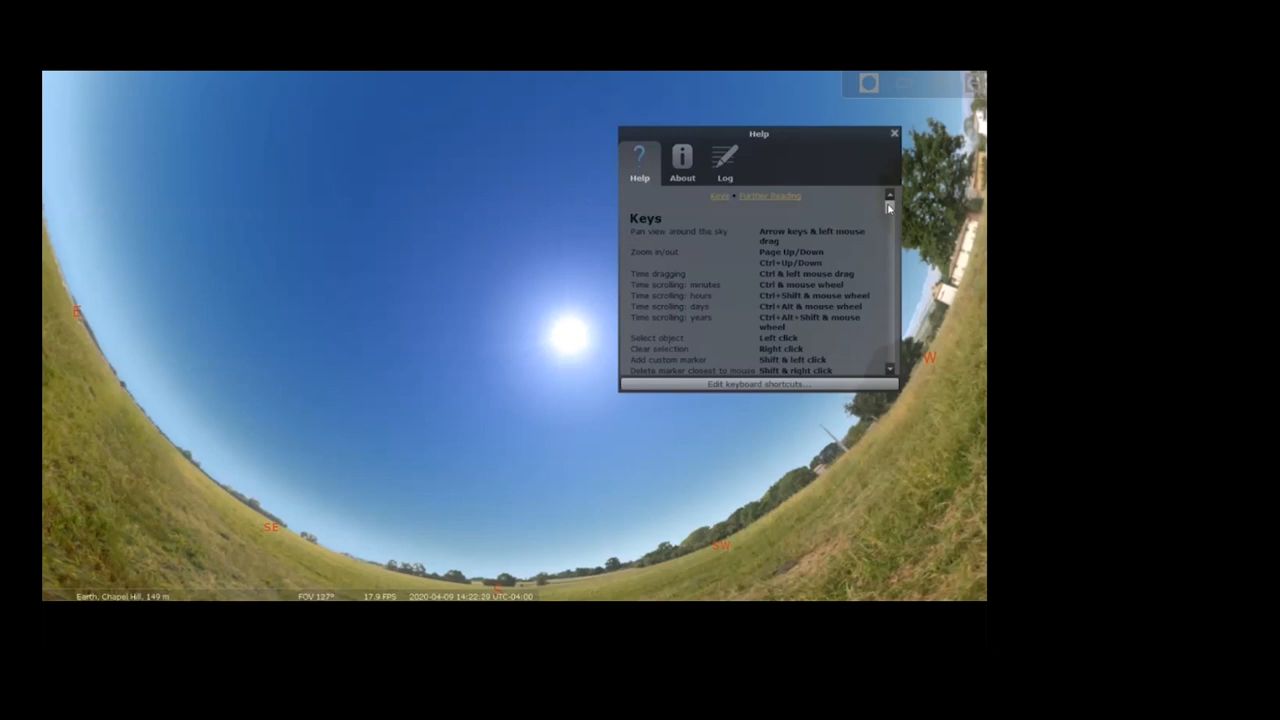 Help
Help About Log
Keys • Further Reading
Keys
Pan view around the sky Arrow keys & left mouse
drag
Zoom in/out Page Up/Down
Ctrl+Up/Down
Time dragging Ctrl & left mouse drag
Time scrolling: minutes Ctrl & mouse wheel
Time scrolling: hours Ctrl+Shift & mouse wheel
Time scrolling: days Ctrl+Alt & mouse wheel
Time scrolling: years Ctrl+Alt+Shift & mouse
wheel
Select object Left click
Clear selection Right click
Add custom marker Shift & left click
Delete marker closest to mouse Shift & right click
Edit keyboard shortcuts...
E
W
SE
SW
S
Earth, Chapel Hill, 149 m FOV 127° 17.9 FPS 2020-04-09 14:22:29 UTC-04:00